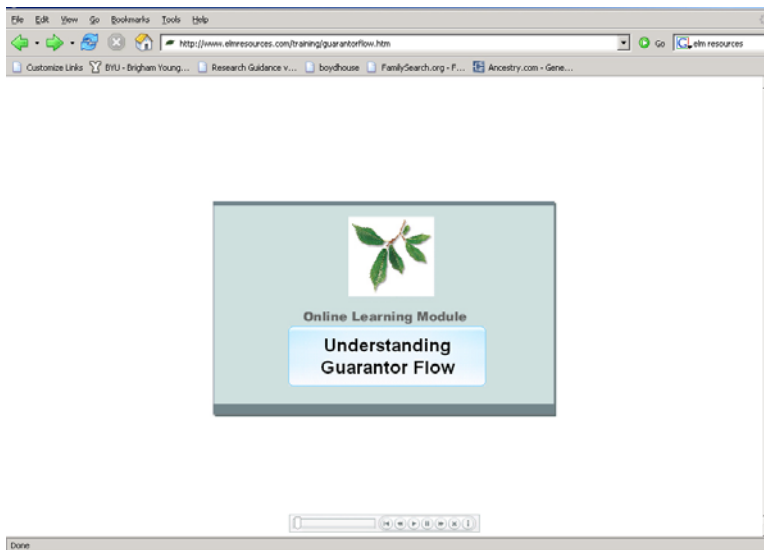 File Edit View Go Bookmarks Tools Help
http://www.elmresources.com/training/guarantorflow.htm Go elm resources
Customize Links BYU - Brigham Young... Research Guidance v... boydhouse FamilySearch.org - F... Ancestry.com - Gene...
Online Learning Module
Understanding
Guarantor Flow
Done